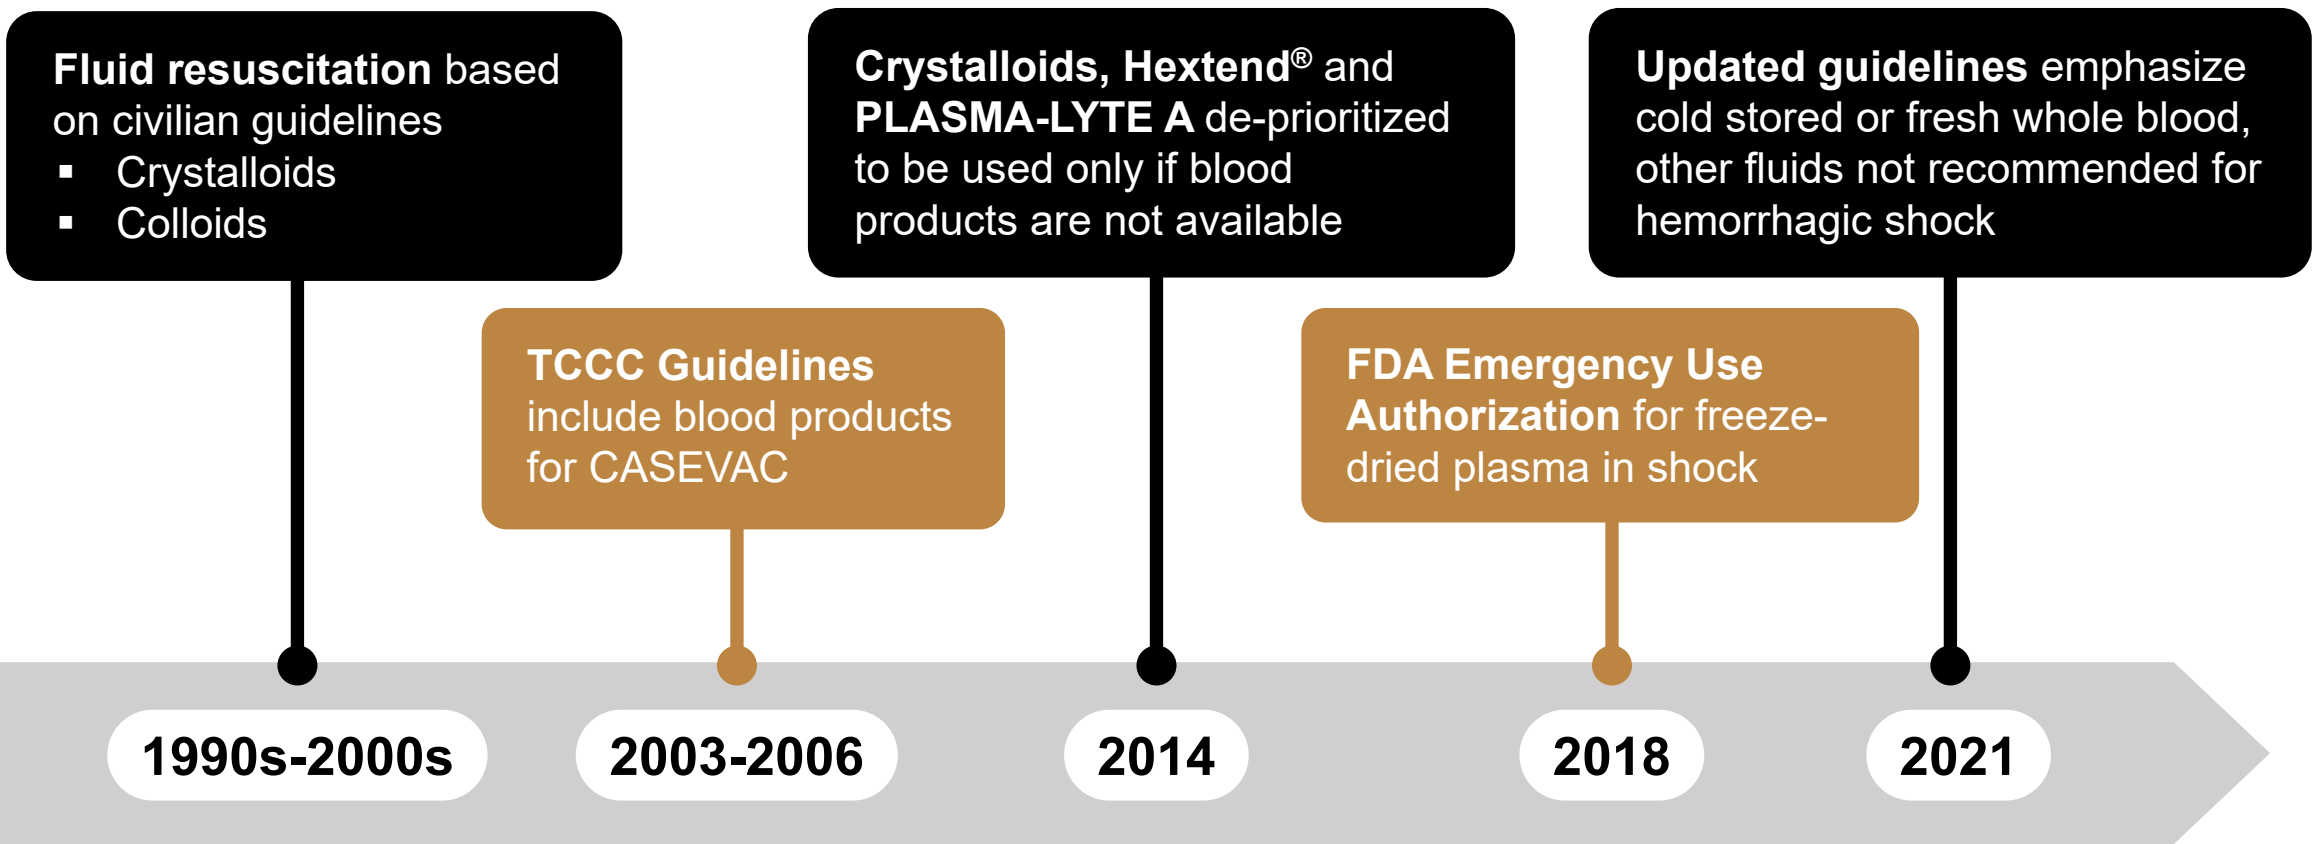 Fluid resuscitation based
on civilian guidelines
▪ Crystalloids
▪ Colloids
TCCC Guidelines
include blood products
for CASEVAC
Crystalloids, Hextend® and
PLASMA-LYTE A de-prioritized
to be used only if blood
products are not available
FDA Emergency Use
Authorization for freeze-
dried plasma in shock
Updated guidelines emphasize
cold stored or fresh whole blood,
other fluids not recommended for
hemorrhagic shock
1990s-2000s
2003-2006
2014
2018
2021